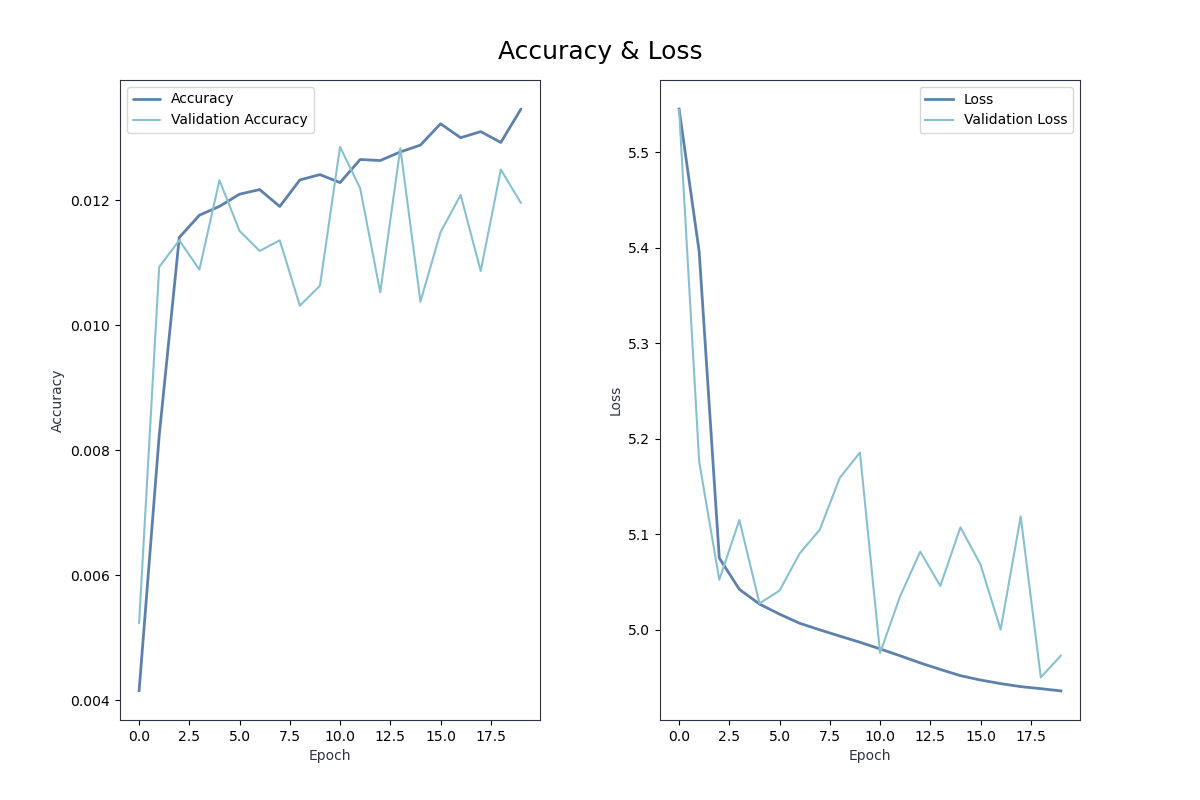 Accuracy & Loss
Accuracy
Validation Accuracy
0.012
0.010
0.008
0.006
0.004
Accuracy
0.0 2.5 5.0 7.5 10.0 12.5 15.0 17.5
Epoch
Loss
Validation Loss
5.5
5.4
5.3
5.2
5.1
5.0
Loss
0.0 2.5 5.0 7.5 10.0 12.5 15.0 17.5
Epoch